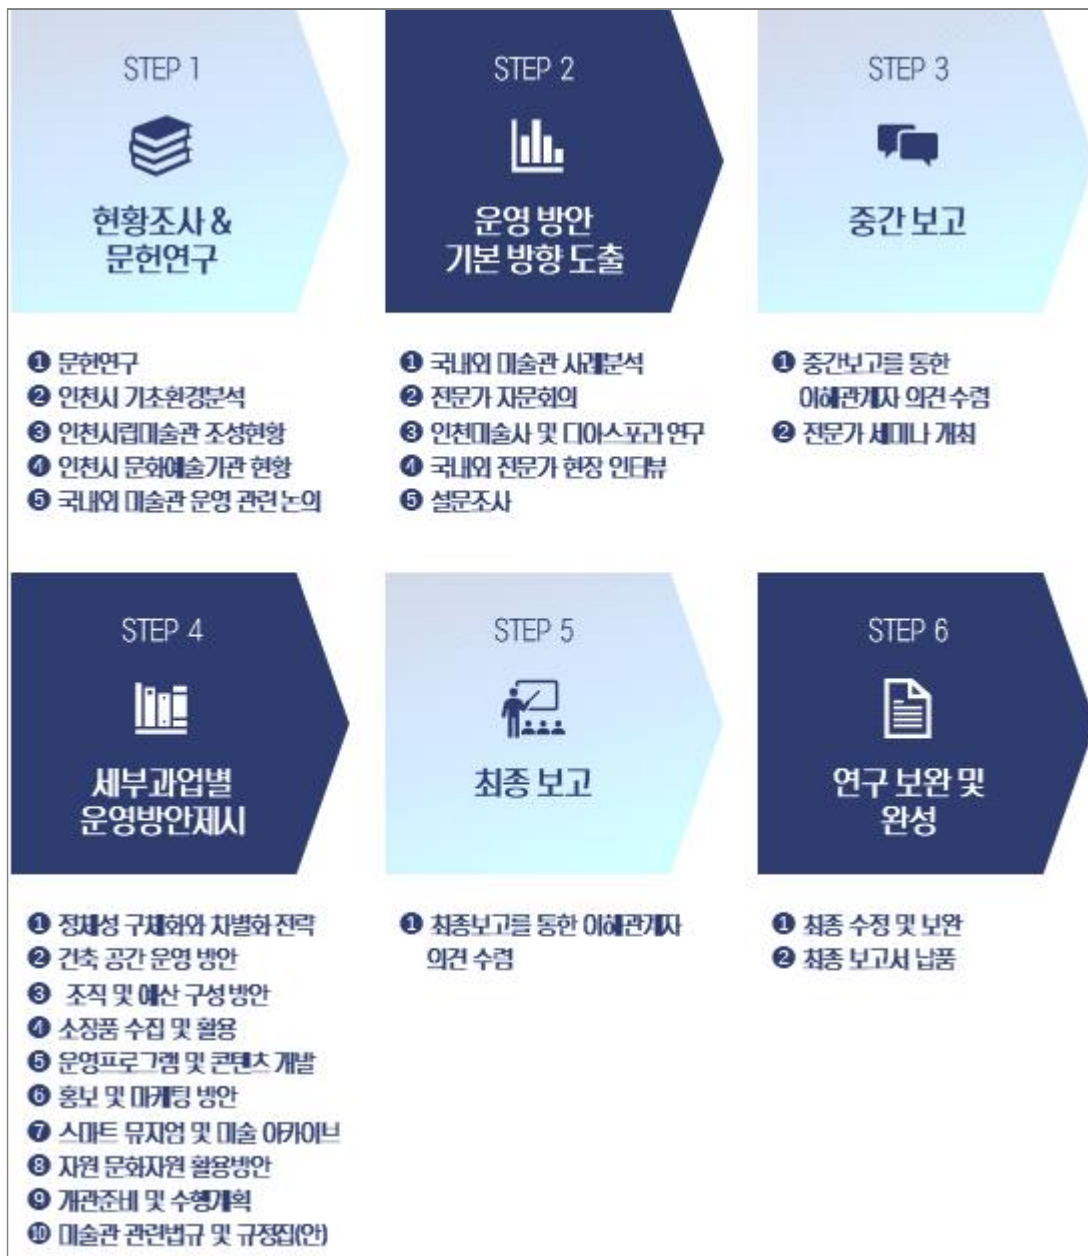 STEP 1
현황조사 &
문헌연구
❶ 문헌연구
❷ 인천시 기초환경분석
❸ 인천시립미술관 조성현황
❹ 인천시 문화예술기관 현황
❺ 국내외 미술관 운영 관련 논의
STEP 2
운영 방안
기본 방향 도출
❶ 국내외 미술관 사례분석
❷ 전문가 자문회의
❸ 인천미술사 및 디아스포라 연구
❹ 국내외 전문가 현장 인터뷰
❺ 설문조사
STEP 3
중간 보고
❶ 중간보고를 통한
이해관계자 의견 수렴
❷ 전문가 세미나 개최
STEP 4
세부과업별
운영방안제시
❶ 정체성 구체화와 차별화 전략
❷ 건축 공간 운영 방안
❸ 조직 및 예산 구성 방안
❹ 소장품 수집 및 활용
❺ 운영프로그램 및 콘텐츠 개발
❻ 홍보 및 마케팅 방안
❼ 스마트 뮤지엄 및 미술 아카이브
❽ 자원 문화자원 활용방안
❾ 개관준비 및 수행계획
❿ 미술관 관련법규 및 규정집(안)
STEP 5
최종 보고
❶ 최종보고를 통한 이해관계자
의견 수렴
STEP 6
연구 보완 및
완성
❶ 최종 수정 및 보완
❷ 최종 보고서 납품